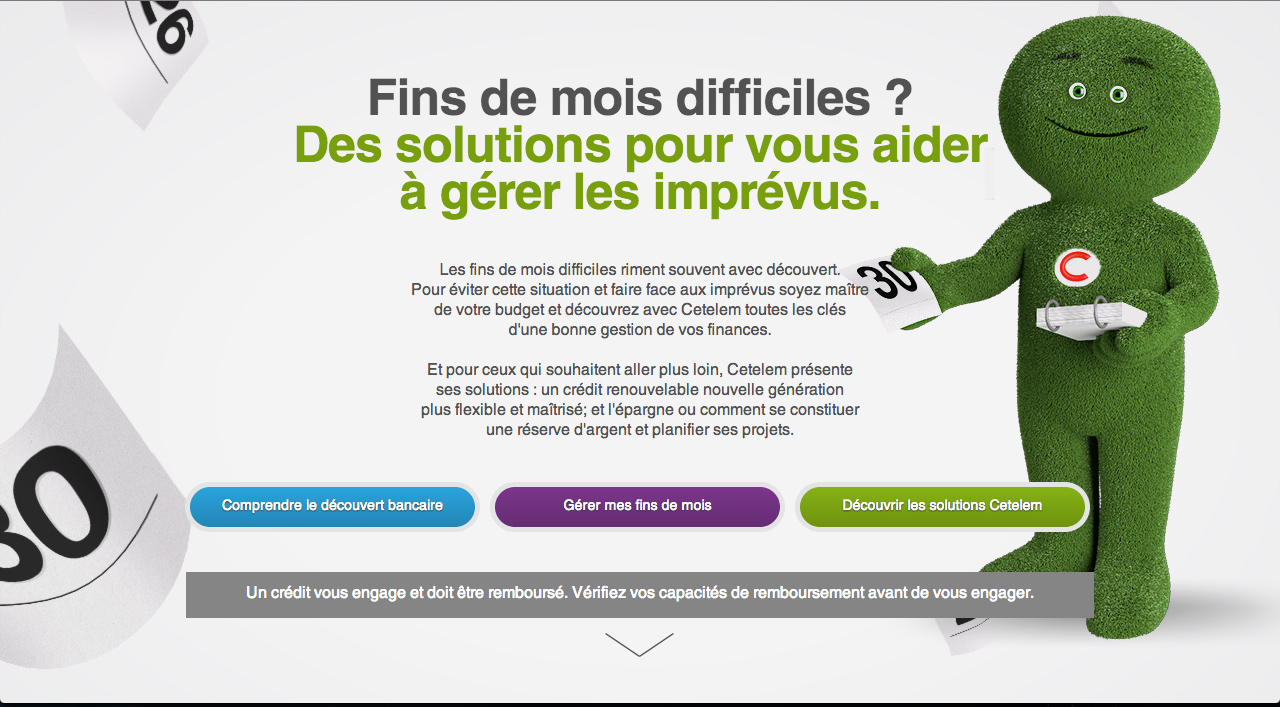 26
Fins de mois difficiles ?
Des solutions pour vous aider
à gérer les imprévus.
C
30
Les fins de mois difficiles riment souvent avec découvert.
Pour éviter cette situation et faire face aux imprévus soyez maître
de votre budget et découvrez avec Cetelem toutes les clés
d'une bonne gestion de vos finances.
Et pour ceux qui souhaitent aller plus loin, Cetelem présente
ses solutions : un crédit renouvelable nouvelle génération
plus flexible et maîtrisé; et l'épargne ou comment se constituer
une réserve d'argent et planifier ses projets.
30
Comprendre le découvert bancaire
Gérer mes fins de mois
Découvrir les solutions Cetelem
Un crédit vous engage et doit être remboursé. Vérifiez vos capacités de remboursement avant de vous engager.